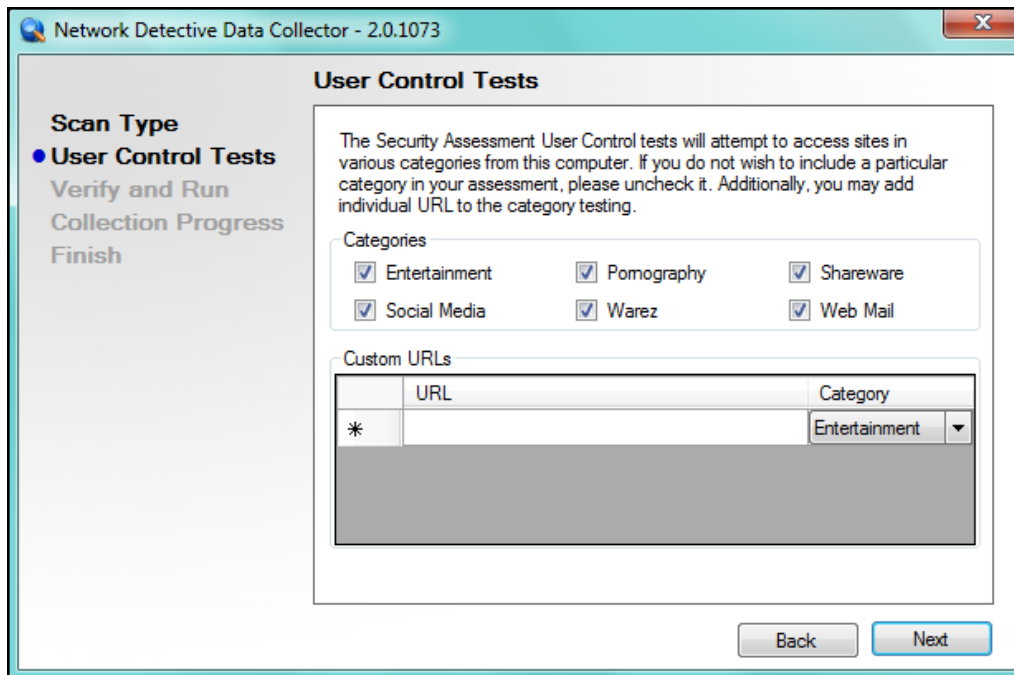 Network Detective Data Collector - 2.0.1073
X
Scan Type
User Control Tests
Verify and Run
Collection Progress
Finish
User Control Tests
The Security Assessment User Control tests will attempt to access sites in
various categories from this computer. If you do not wish to include a particular
category in your assessment, please uncheck it. Additionally, you may add
individual URL to the category testing.
Categories
Entertainment Pornography Shareware
Social Media Warez Web Mail
Custom URLs
URL Category
* Entertainment
Back Next